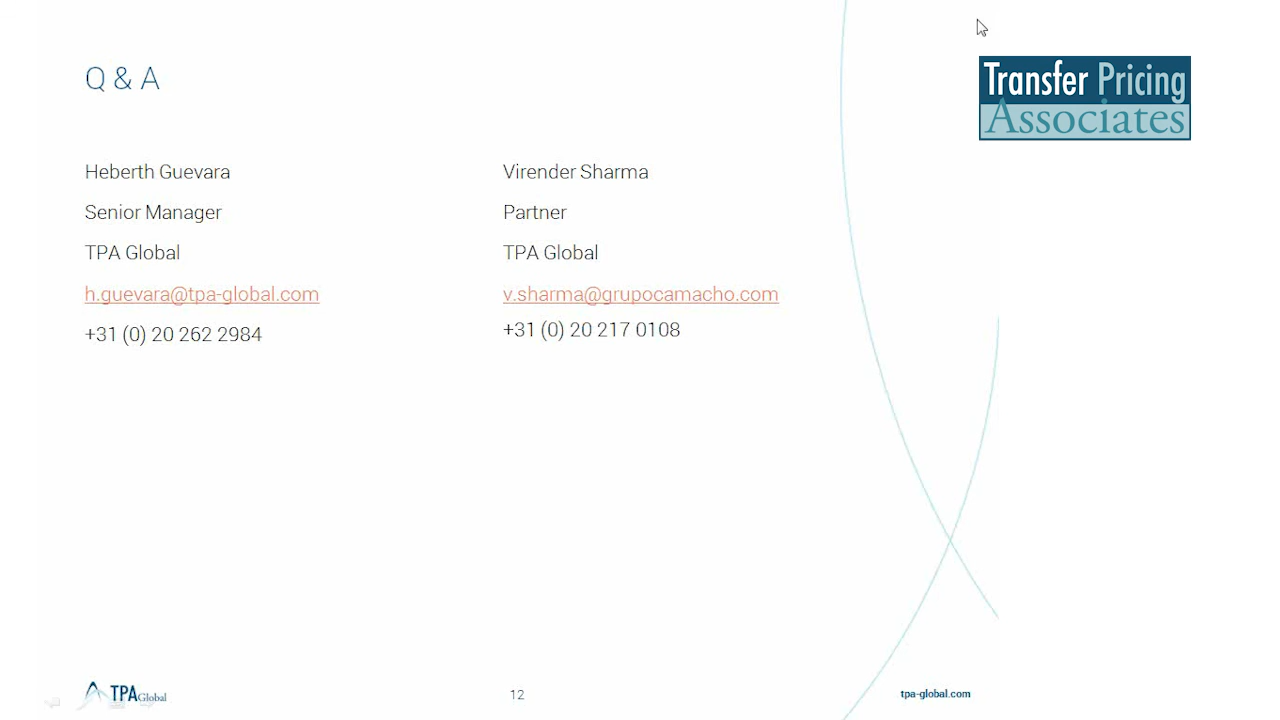 Q & A
Transfer Pricing
Associates
Heberth Guevara
Senior Manager
TPA Global
h.guevara@tpa-global.com
+31 (0) 20 262 2984
Virender Sharma
Partner
TPA Global
v.sharma@grupocamacho.com
+31 (0) 20 217 0108
TPA Global
12
tpa-global.com